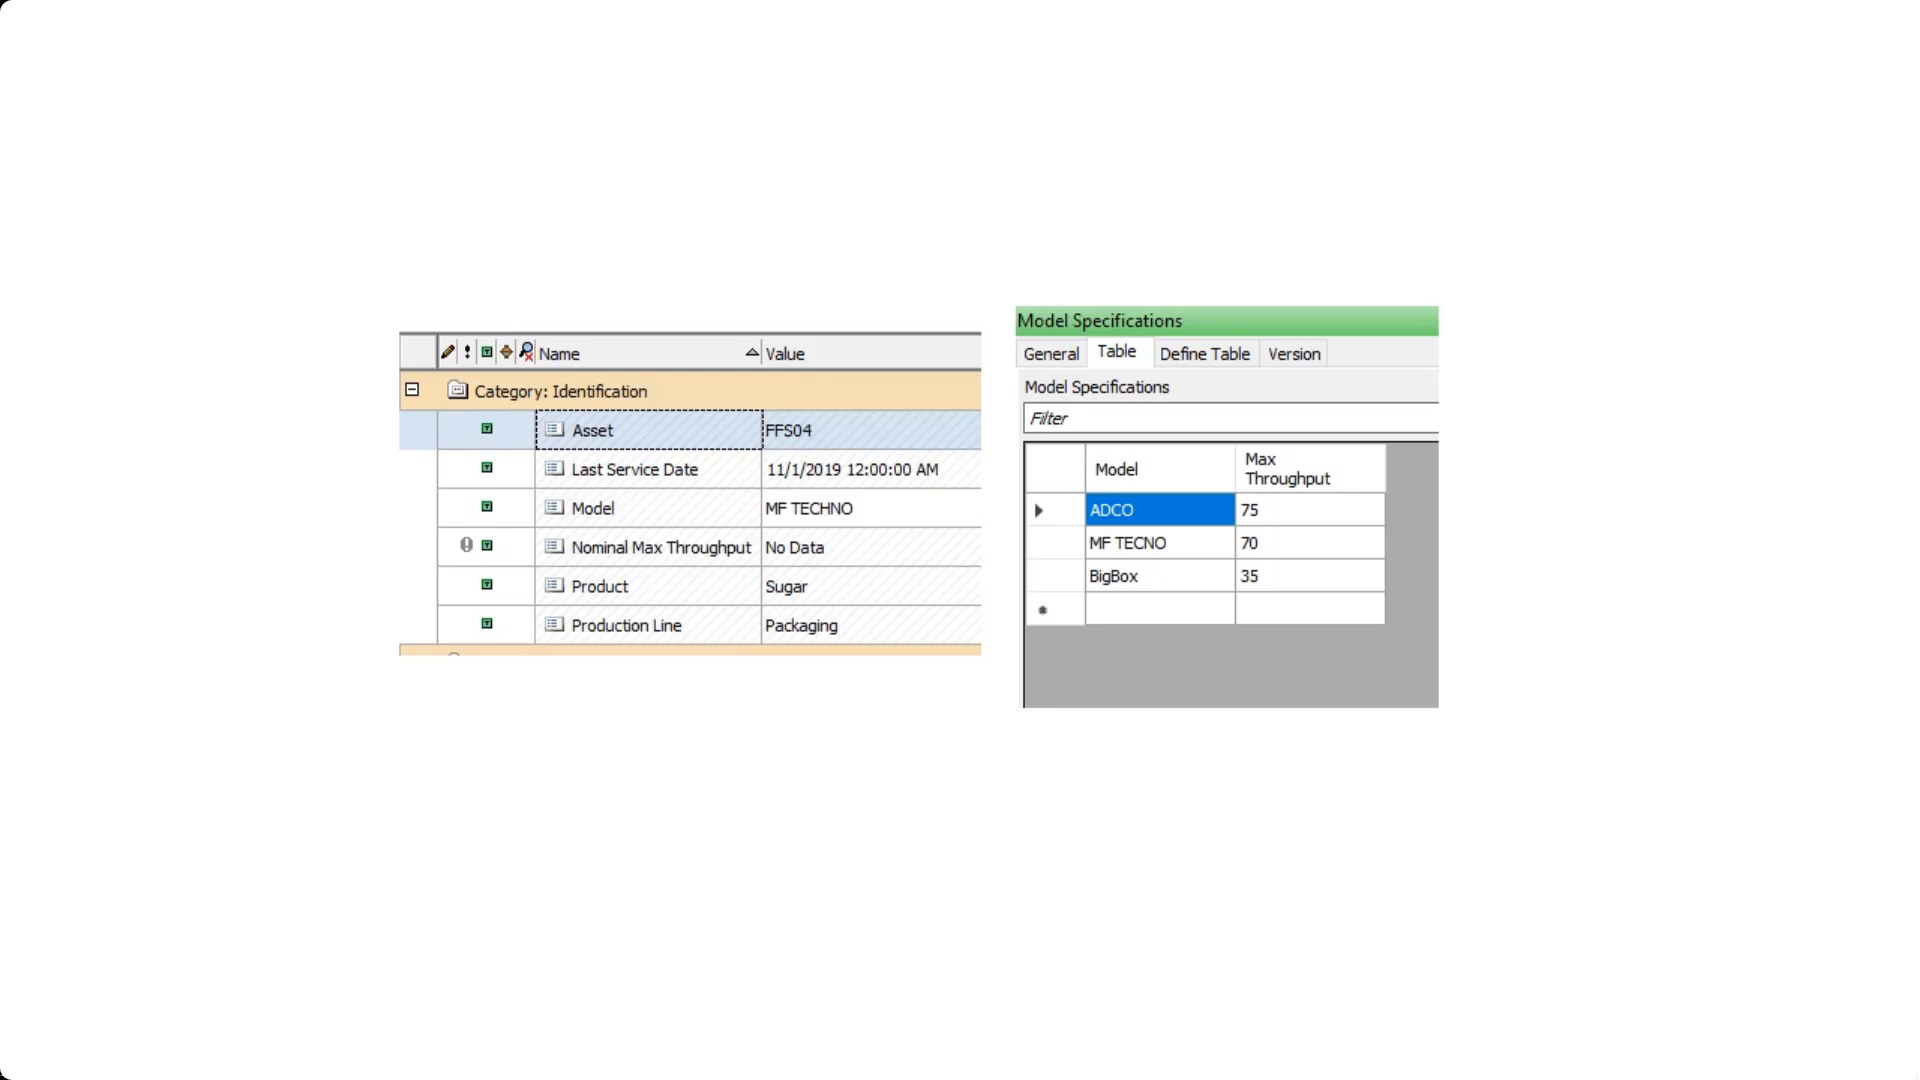 Name Value
Category: Identification
Asset FFS04
Last Service Date 11/1/2019 12:00:00 AM
Model MF TECHNO
Nominal Max Throughput No Data
Product Sugar
Production Line Packaging
Model Specifications
General Table Define Table Version
Model Specifications
Filter
Model Max Throughput
ADCO 75
MF TECNO 70
BigBox 35